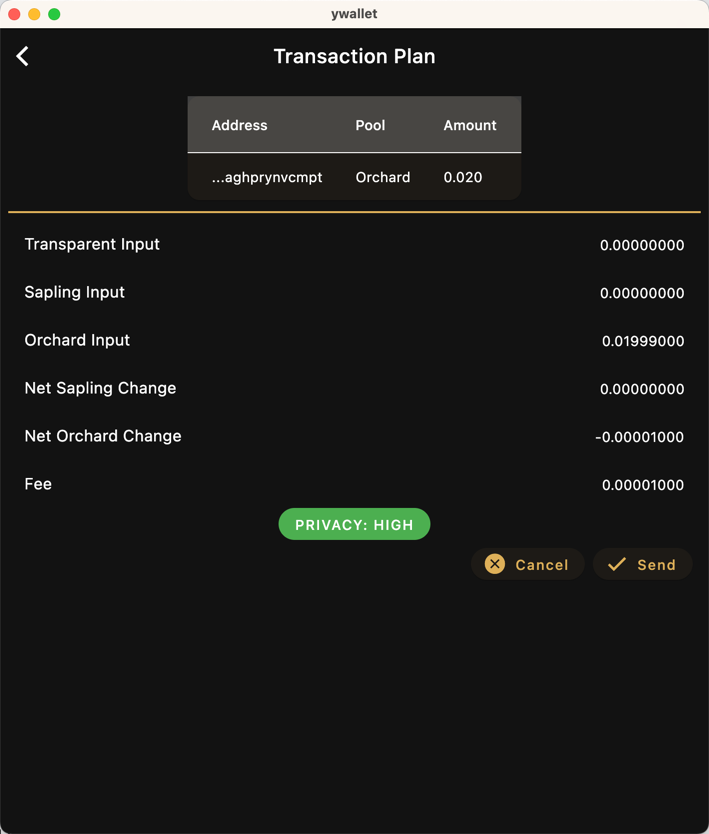 ywallet
Transaction Plan
Address Pool Amount
...aghprynvcmpt Orchard 0.020
Transparent Input 0.00000000
Sapling Input 0.00000000
Orchard Input 0.01999000
Net Sapling Change 0.00000000
Net Orchard Change -0.00001000
Fee 0.00001000
PRIVACY: HIGH
Cancel Send